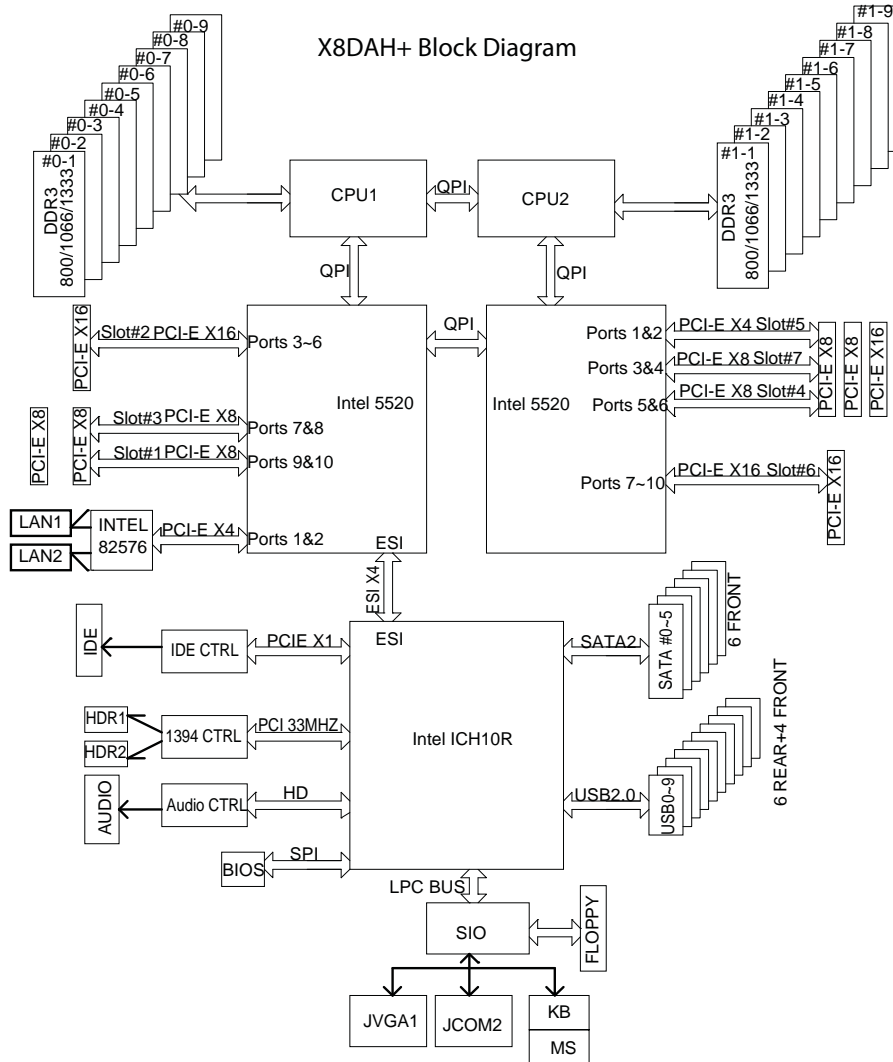 X8DAH+ Block Diagram
#0-9
#0-8
#0-7
#0-6
#0-5
#0-4
#0-3
#0-2
#0-1
DDR3
800/1066/1333
#1-9
#1-8
#1-7
#1-6
#1-5
#1-4
#1-3
#1-2
#1-1
DDR3
800/1066/1333
CPU1
QPI
CPU2
QPI
QPI
PCI-E X16
Slot#2 PCI-E X16
Ports 3~6
PCI-E X8
PCI-E X8
Slot#3 PCI-E X8
Ports 7&8
Slot#1 PCI-E X8
Ports 9&10
LAN1
LAN2
INTEL
82576
PCI-E X4
Ports 1&2
Intel 5520
ESI
QPI
Intel 5520
Ports 1&2
PCI-E X4 Slot#5
Ports 3&4
PCI-E X8 Slot#7
Ports 5&6
PCI-E X8 Slot#4
PCI-E X8
PCI-E X8
PCI-E X16
Ports 7~10
PCI-E X16 Slot#6
PCI-E X16
ESI X4
ESI
Intel ICH10R
IDE
IDE CTRL
PCIE X1
HDR1
HDR2
1394 CTRL
PCI 33MHZ
AUDIO
Audio CTRL
HD
BIOS
SPI
SATA2
SATA #0~5
6 FRONT
USB2.0
USB0~9
6 REAR+4 FRONT
LPC BUS
SIO
FLOPPY
JVGA1
JCOM2
KB
MS